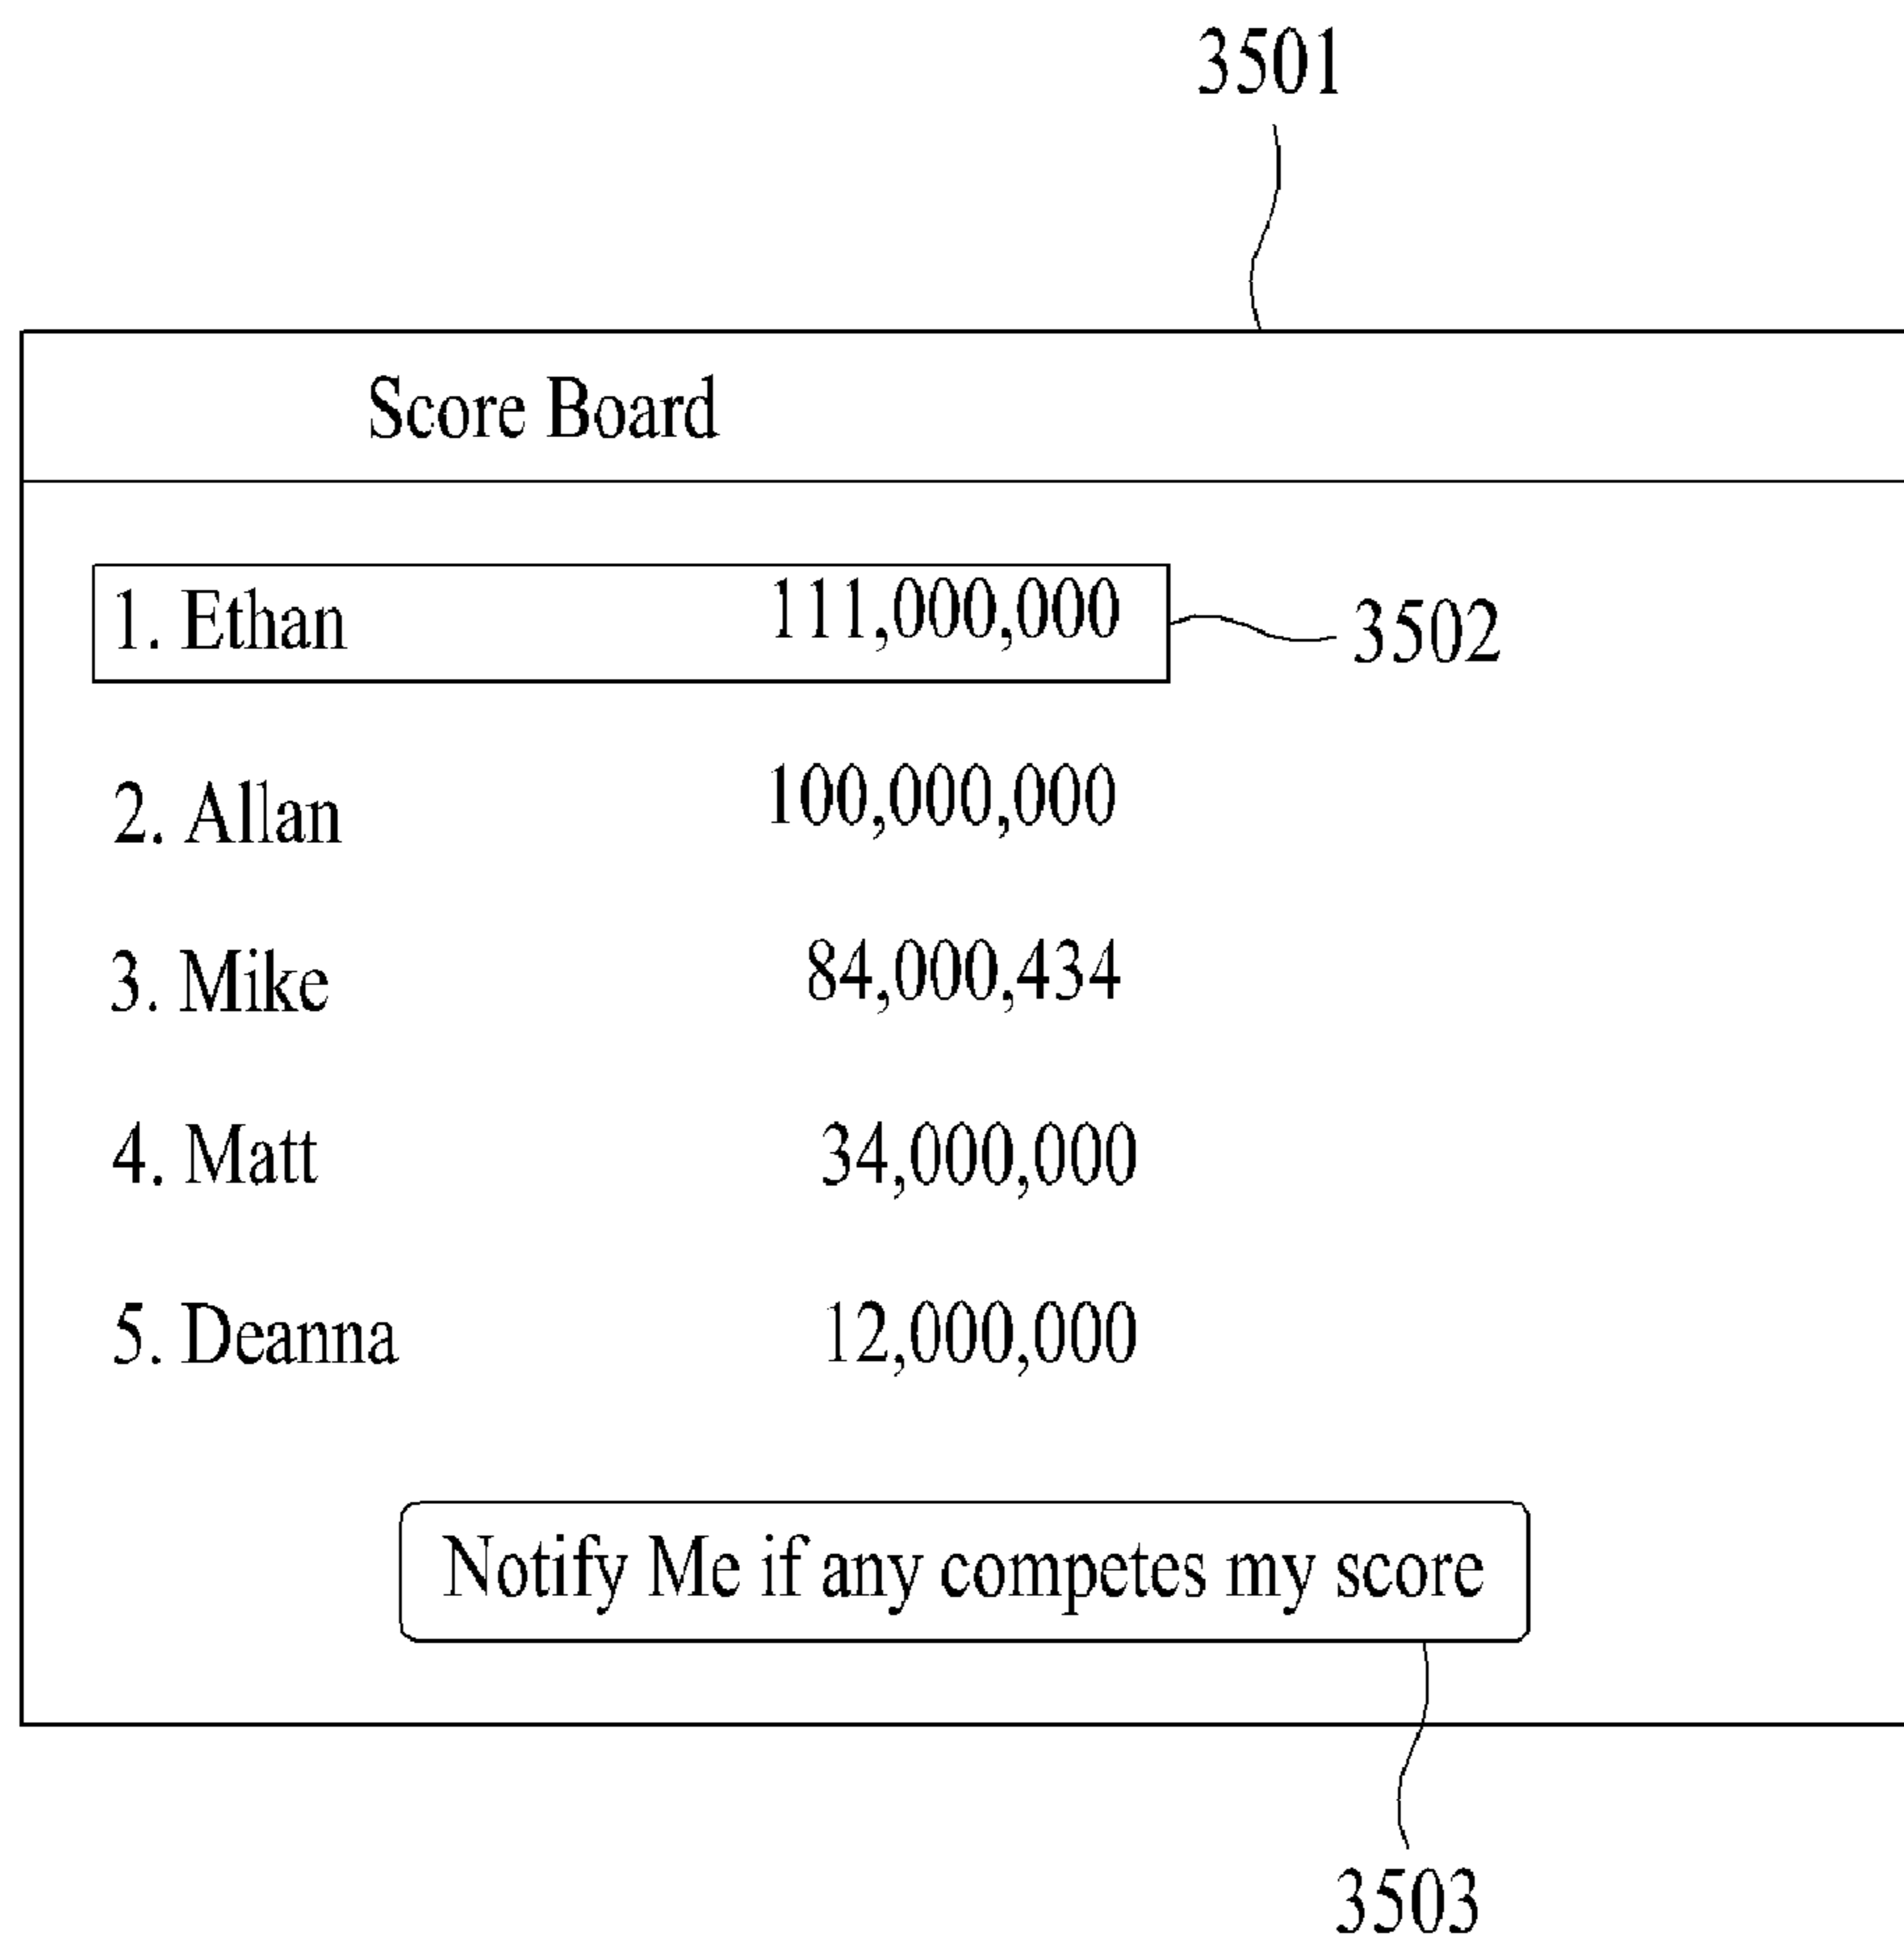 3501
Score Board
1. Ethan 111,000,000
3502
2. Allan 100,000,000
3. Mike 84,000,434
4. Matt 34,000,000
5. Deanna 12,000,000
Notify Me if any competes my score
3503